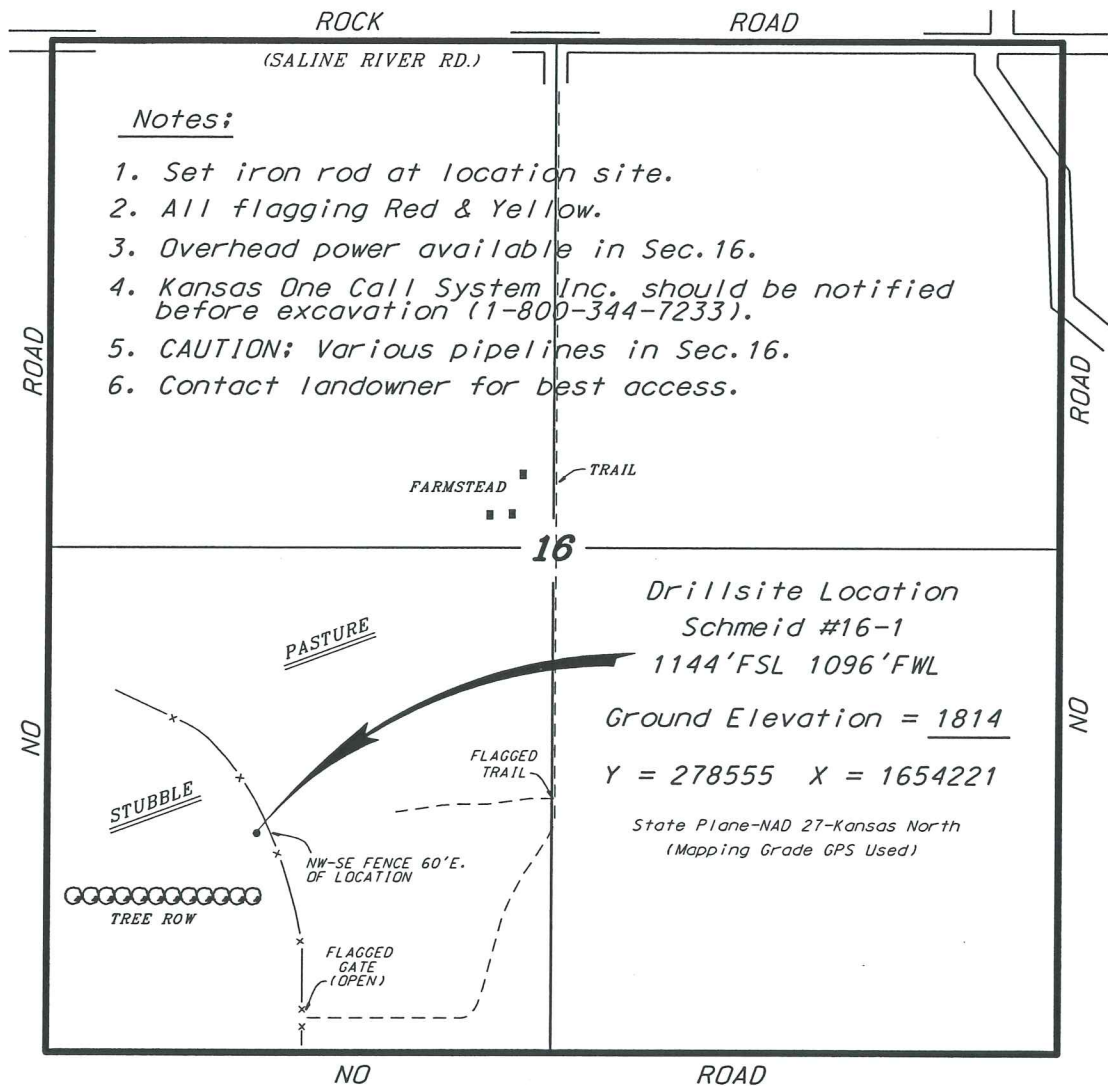 ROCK ROAD
(SALINE RIVER RD.)
Notes:
1. Set iron rod at location site.
2. All flagging Red & Yellow.
3. Overhead power available in Sec. 16.
4. Kansas One Call System Inc. should be notified
before excavation (1-800-344-7233).
5. CAUTION: Various pipelines in Sec. 16.
6. Contact landowner for best access.
ROAD
ROAD
TRAIL
FARMSTEAD
16
Drillsite Location
Schmeid #16-1
1144'FSL 1096'FWL
Ground Elevation = 1814
Y = 278555 X = 1654221
State Plane-NAD 27-Kansas North
(Mapping Grade GPS Used)
PASTURE
NO
NO
FLAGGED
TRAIL
STUBBLE
NW-SE FENCE 60'E.
OF LOCATION
TREE ROW
FLAGGED
GATE
(OPEN)
NO ROAD